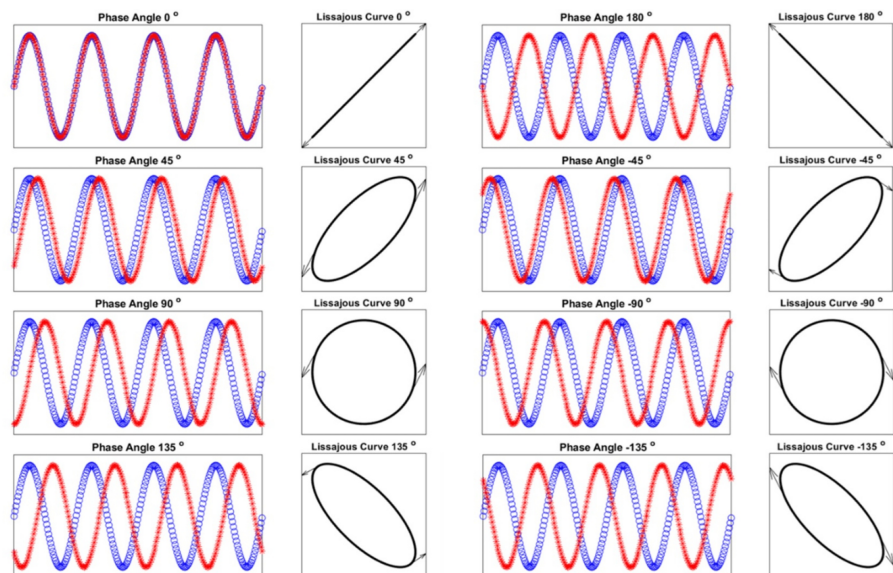 Phase Angle 0 o
Lissajous Curve 0 o
Phase Angle 180 o
Lissajous Curve 180 o
Phase Angle 45 o
Lissajous Curve 45 o
Phase Angle -45 o
Lissajous Curve -45 o
Phase Angle 90 o
Lissajous Curve 90 o
Phase Angle -90 o
Lissajous Curve -90 o
Phase Angle 135 o
Lissajous Curve 135 o
Phase Angle -135 o
Lissajous Curve -135 o